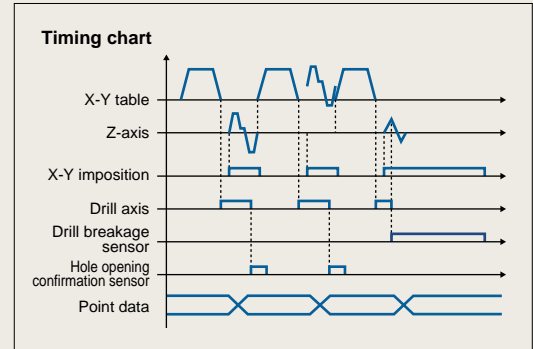 Timing chart
X-Y table
Z-axis
X-Y imposition
Drill axis
Drill breakage
sensor
Hole opening
confirmation sensor
Point data